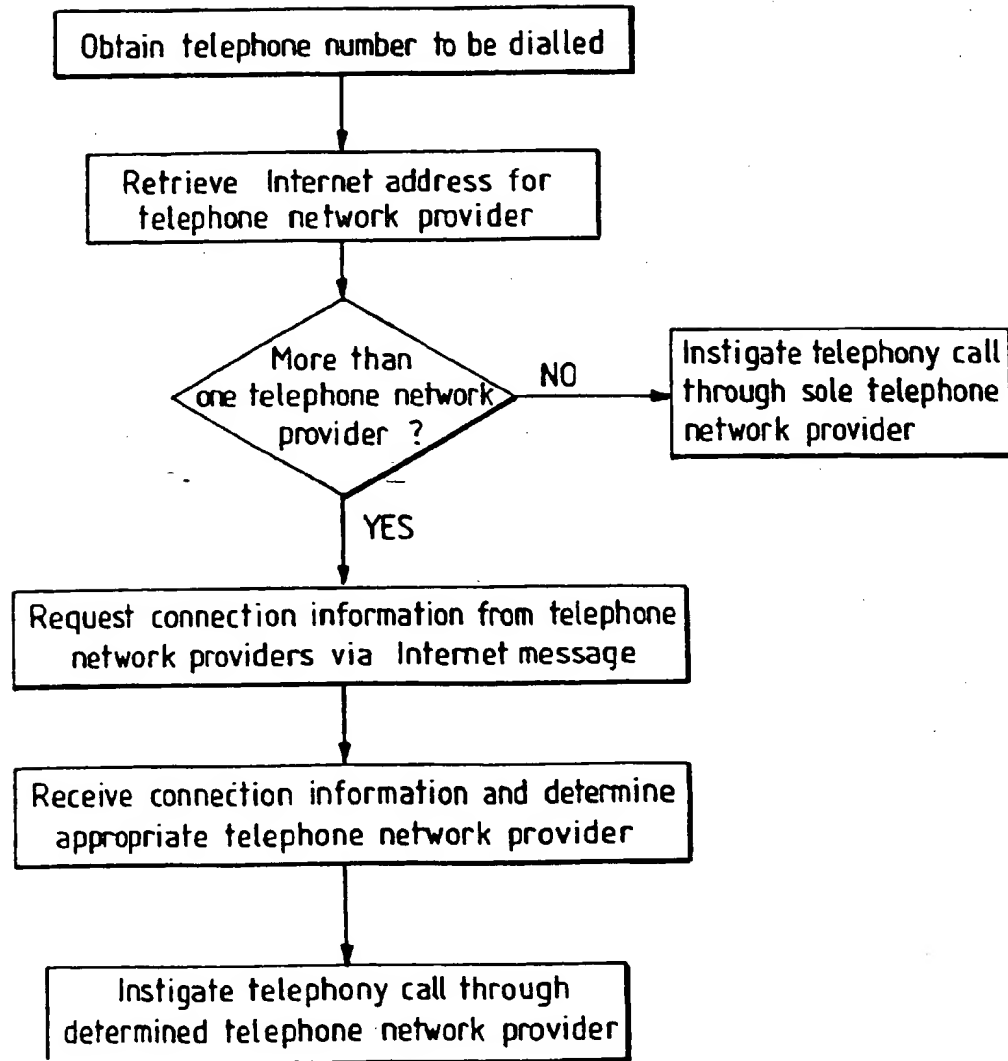 Obtain telephone number to be dialled
Retrieve Internet address for
telephone network provider
More than
one telephone network
provider ?
NO
Instigate telephony call
through sole telephone
network provider
YES
Request connection information from telephone
network providers via Internet message
Receive connection information and determine
appropriate telephone network provider
Instigate telephony call through
determined telephone network provider